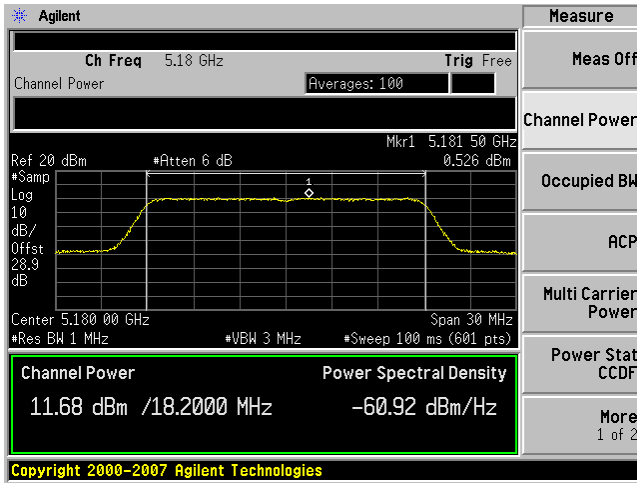 Agilent
Measure
Ch Freq 5.18 GHz Trig Free
Channel Power Averages: 100
Mkr1 5.181 50 GHz
Ref 20 dBm #Atten 6 dB 0.526 dBm
#Samp
Log
10
dB/
Offst
28.9
dB
1
Center 5.180 00 GHz Span 30 MHz
#Res BW 1 MHz #VBW 3 MHz #Sweep 100 ms (601 pts)
Channel Power Power Spectral Density
11.68 dBm /18.2000 MHz -60.92 dBm/Hz
Copyright 2000-2007 Agilent Technologies
Meas Off
Channel Power
Occupied BW
ACP
Multi Carrier
Power
Power Stat
CCDF
More
1 of 2